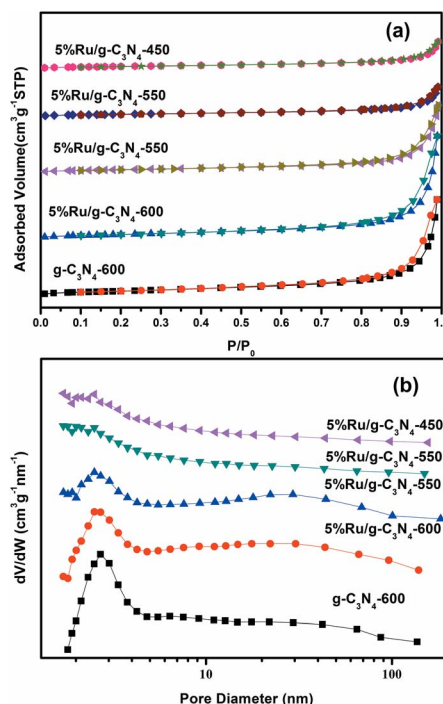 (a)
5%Ru/g-C3N4-450
5%Ru/g-C3N4-550
5%Ru/g-C3N4-550
5%Ru/g-C3N4-600
g-C3N4-600
Adsorbed Volume(cm3g-1STP)
0.0 0.1 0.2 0.3 0.4 0.5 0.6 0.7 0.8 0.9 1.0
P/P0
(b)
5%Ru/g-C3N4-450
5%Ru/g-C3N4-550
5%Ru/g-C3N4-550
5%Ru/g-C3N4-600
g-C3N4-600
dV/dW (cm3g-1nm-1)
10 100
Pore Diameter (nm)